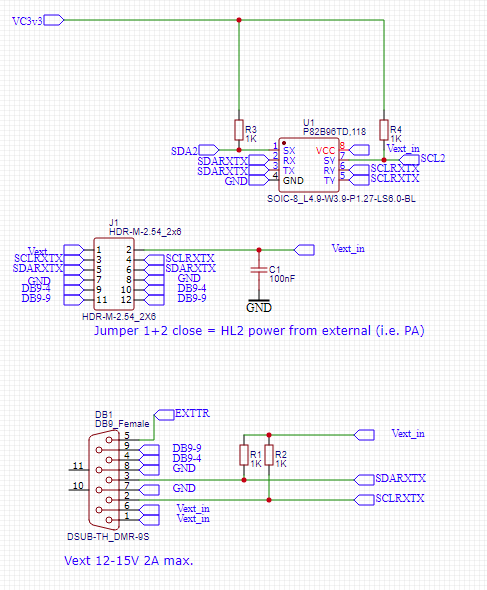 VC3v3
R3
1K
R4
1K
U1
P82B96TD,118
SDA2
SDARXTX
SDARXTX
GND
1 SX
2 RX
3 TX
4 GND
VCC 8
SY 7
RY 6
TY 5
Vext_in
SCL2
SCLRXTX
SCLRXTX
SOIC-8_L4.9-W3.9-P1.27-LS6.0-BL
J1
HDR-M-2.54_2x6
Vext 1 2 Vext_in
SCLRXTX 3 4 SCLRXTX
SDARXTX 5 6 SDARXTX
GND 7 8 GND
DB9-4 9 10 DB9-4
DB9-9 11 12 DB9-9
C1
100nF
GND
HDR-M-2.54_2X6
Jumper 1+2 close = HL2 power from external (i.e. PA)
DB1
DB9_Female
EXTTR
5
9 DB9-9
4 DB9-4
8 GND
3
7 GND
2
6 Vext_in
1 Vext_in
11
10
R1
1K
R2
1K
Vext_in
SDARXTX
SCLRXTX
DSUB-TH_DMR-9S
Vext 12-15V 2A max.